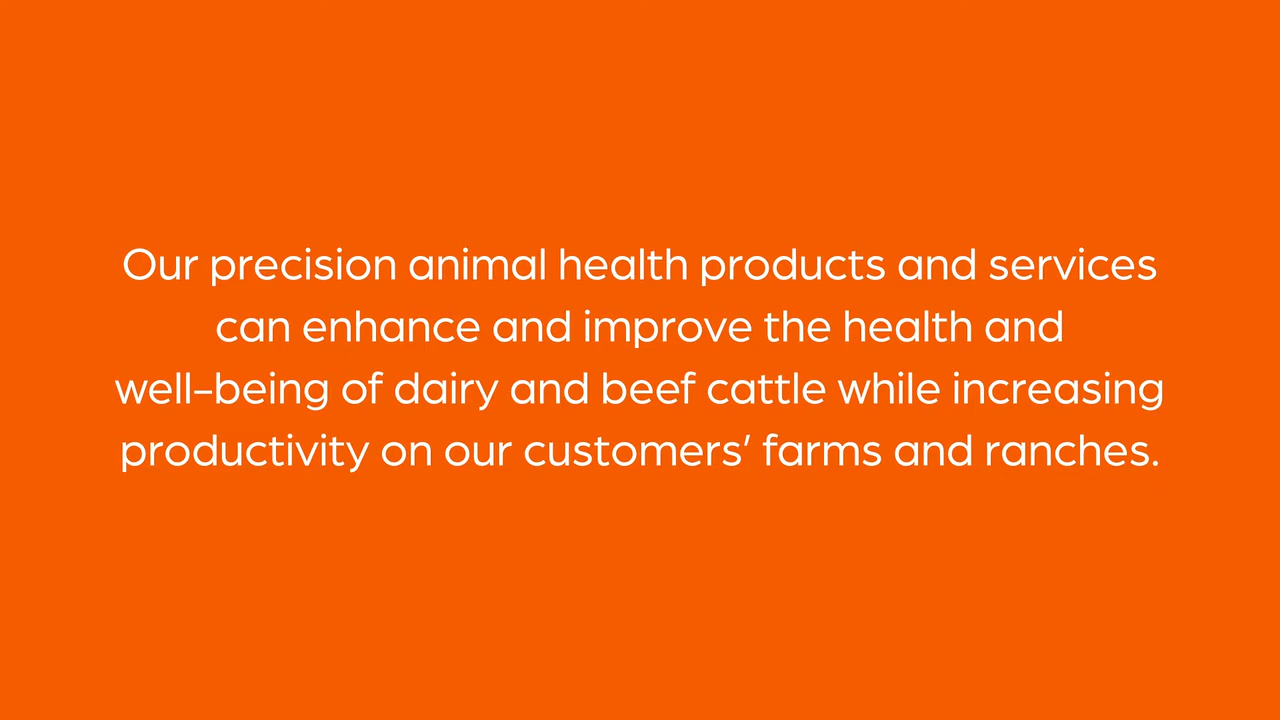 Our precision animal health products and services
can enhance and improve the health and
well-being of dairy and beef cattle while increasing
productivity on our customers’ farms and ranches.